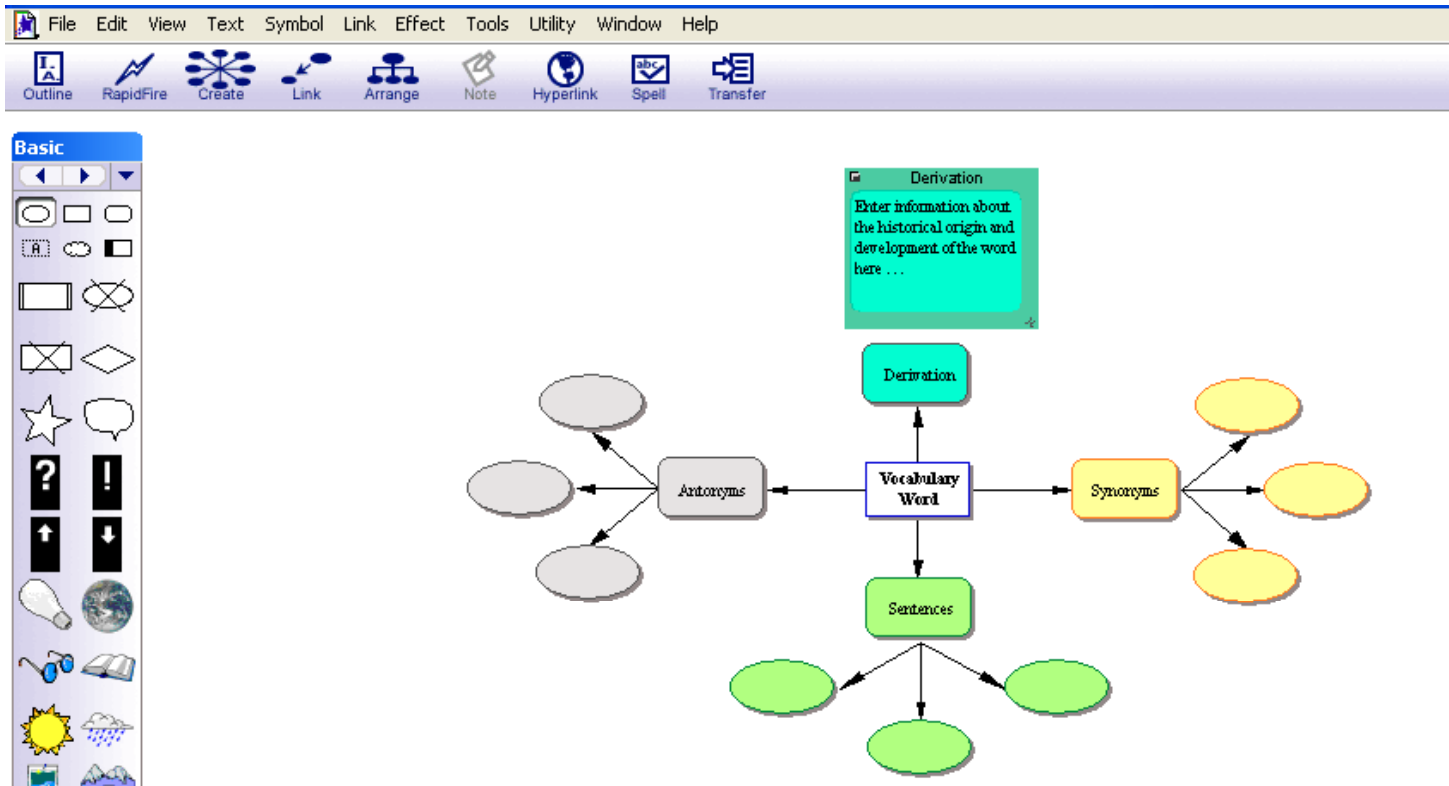 File Edit View Text Symbol Link Effect Tools Utility Window Help
I. A. abc
Outline RapidFire Create Link Arrange Note Hyperlink Spell Transfer
Basic
A
? !
Derivation
Enter information about
the historical origin and
development of the word
here . . .
Derivation
Antonyms
Vocabulary
Word
Synonyms
Sentences